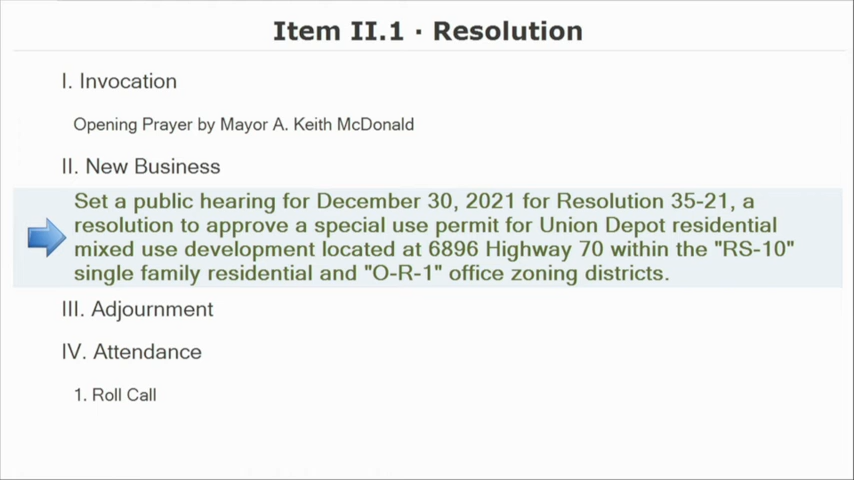 Item II.1 · Resolution
I. Invocation
Opening Prayer by Mayor A. Keith McDonald
II. New Business
Set a public hearing for December 30, 2021 for Resolution 35-21, a
resolution to approve a special use permit for Union Depot residential
mixed use development located at 6896 Highway 70 within the "RS-10"
single family residential and "O-R-1" office zoning districts.
III. Adjournment
IV. Attendance
1. Roll Call